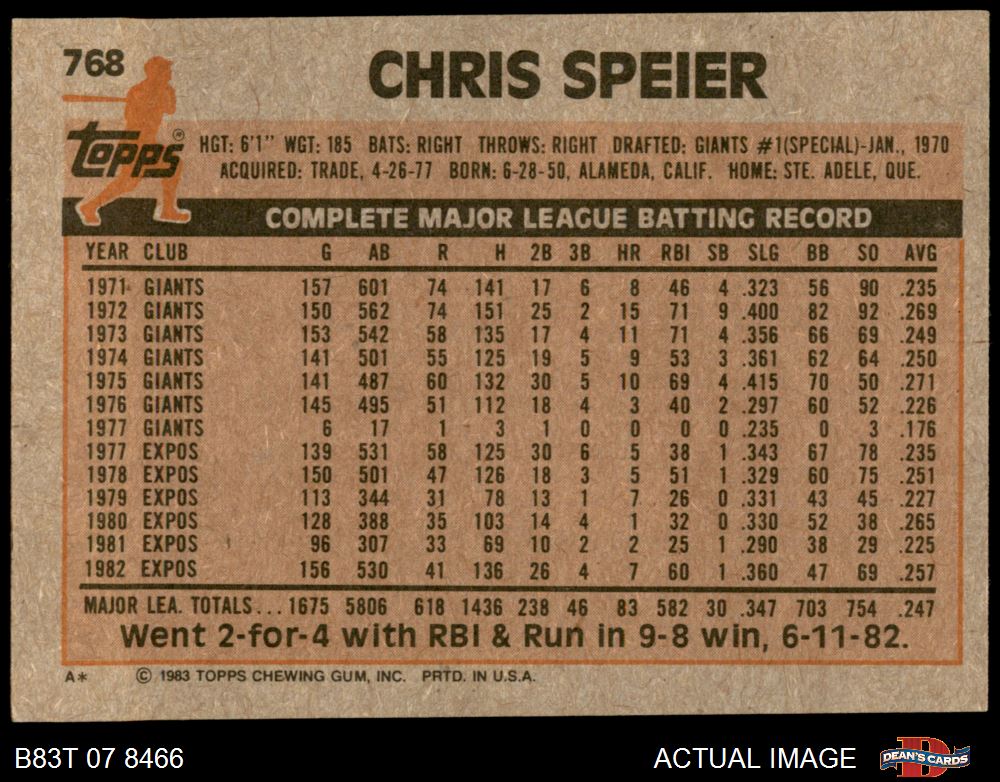 768
CHRIS SPEIER
Topps®
HGT: 6'1" WGT: 185 BATS: RIGHT THROWS: RIGHT DRAFTED: GIANTS #1(SPECIAL)-JAN., 1970
ACQUIRED: TRADE, 4-26-77 BORN: 6-28-50, ALAMEDA, CALIF. HOME: STE. ADELE, QUE.
COMPLETE MAJOR LEAGUE BATTING RECORD
YEAR CLUB G AB R H 2B 3B HR RBI SB SLG BB SO AVG
1971 GIANTS 157 601 74 141 17 6 8 46 4 .323 56 90 .235
1972 GIANTS 150 562 74 151 25 2 15 71 9 .400 82 92 .269
1973 GIANTS 153 542 58 135 17 4 11 71 4 .356 66 69 .249
1974 GIANTS 141 501 55 125 19 5 9 53 3 .361 62 64 .250
1975 GIANTS 141 487 60 132 30 5 10 69 4 .415 70 50 .271
1976 GIANTS 145 495 51 112 18 4 3 40 2 .297 60 52 .226
1977 GIANTS 6 17 1 3 1 0 0 0 0 .235 0 3 .176
1977 EXPOS 139 531 58 125 30 6 5 38 1 .343 67 78 .235
1978 EXPOS 150 501 47 126 18 3 5 51 1 .329 60 75 .251
1979 EXPOS 113 344 31 78 13 1 7 26 0 .331 43 45 .227
1980 EXPOS 128 388 35 103 14 4 1 32 0 .330 52 38 .265
1981 EXPOS 96 307 33 69 10 2 2 25 1 .290 38 29 .225
1982 EXPOS 156 530 41 136 26 4 7 60 1 .360 47 69 .257
MAJOR LEA. TOTALS... 1675 5806 618 1436 238 46 83 582 30 .347 703 754 .247
Went 2-for-4 with RBI & Run in 9-8 win, 6-11-82.
A* © 1983 TOPPS CHEWING GUM, INC. PRTD. IN U.S.A.
B83T 07 8466 ACTUAL IMAGE DEAN'S CARDS